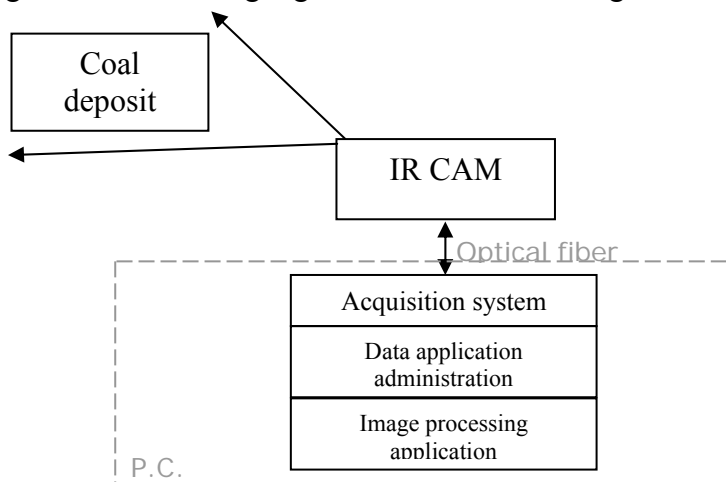 Coal
deposit
IR CAM
Optical fiber
Acquisition system
Data application
administration
Image processing
application
P.C.